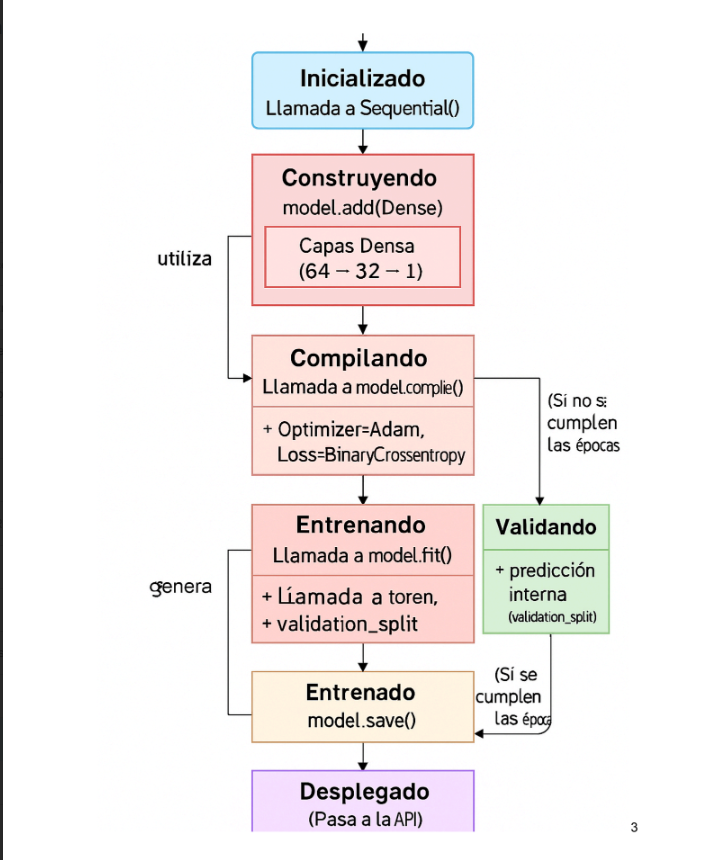 Inicializado
Llamada a Sequential()
Construyendo
model.add(Dense)
Capas Densa
(64 → 32 → 1)
utiliza
Compilando
Llamada a model.complie()
+ Optimizer=Adam,
Loss=BinaryCrossentropy
(Si no s:
cumplen
las épocas
Entrenando
Llamada a model.fit()
+ Llamada a toren,
+ validation_split
Validando
+ predicción
interna
(validation_split)
genera
Entrenado
model.save()
(Sí se
cumplen
las época
Desplegado
(Pasa a la API)
3